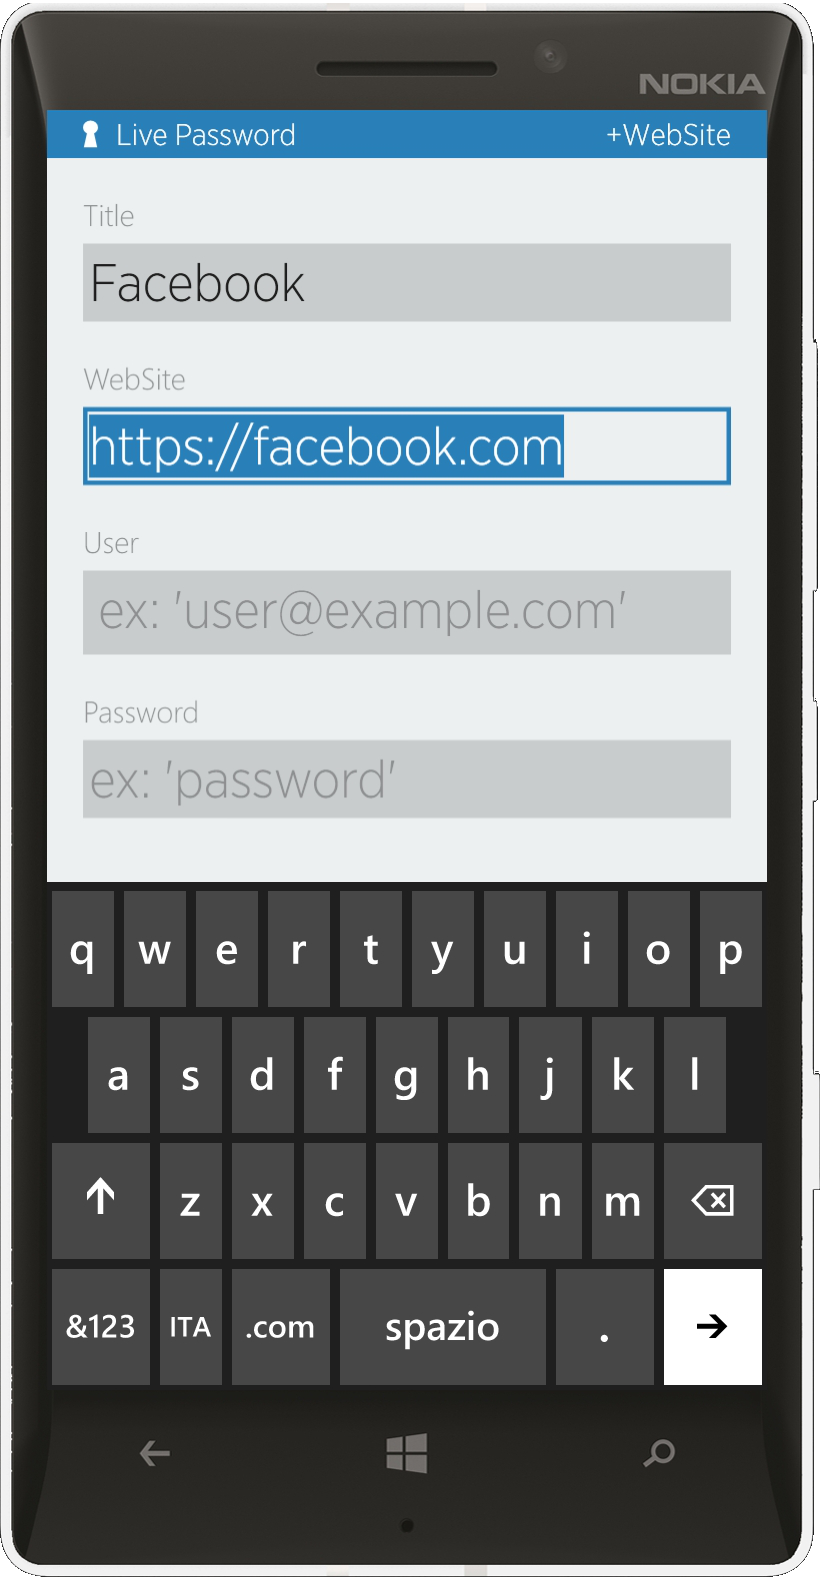 NOKIA
Live Password +WebSite
Title
Facebook
WebSite
https://facebook.com
User
ex: 'user@example.com'
Password
ex: 'password'
q w e r t y u i o p
a s d f g h j k l
z x c v b n m
&123 ITA .com spazio .